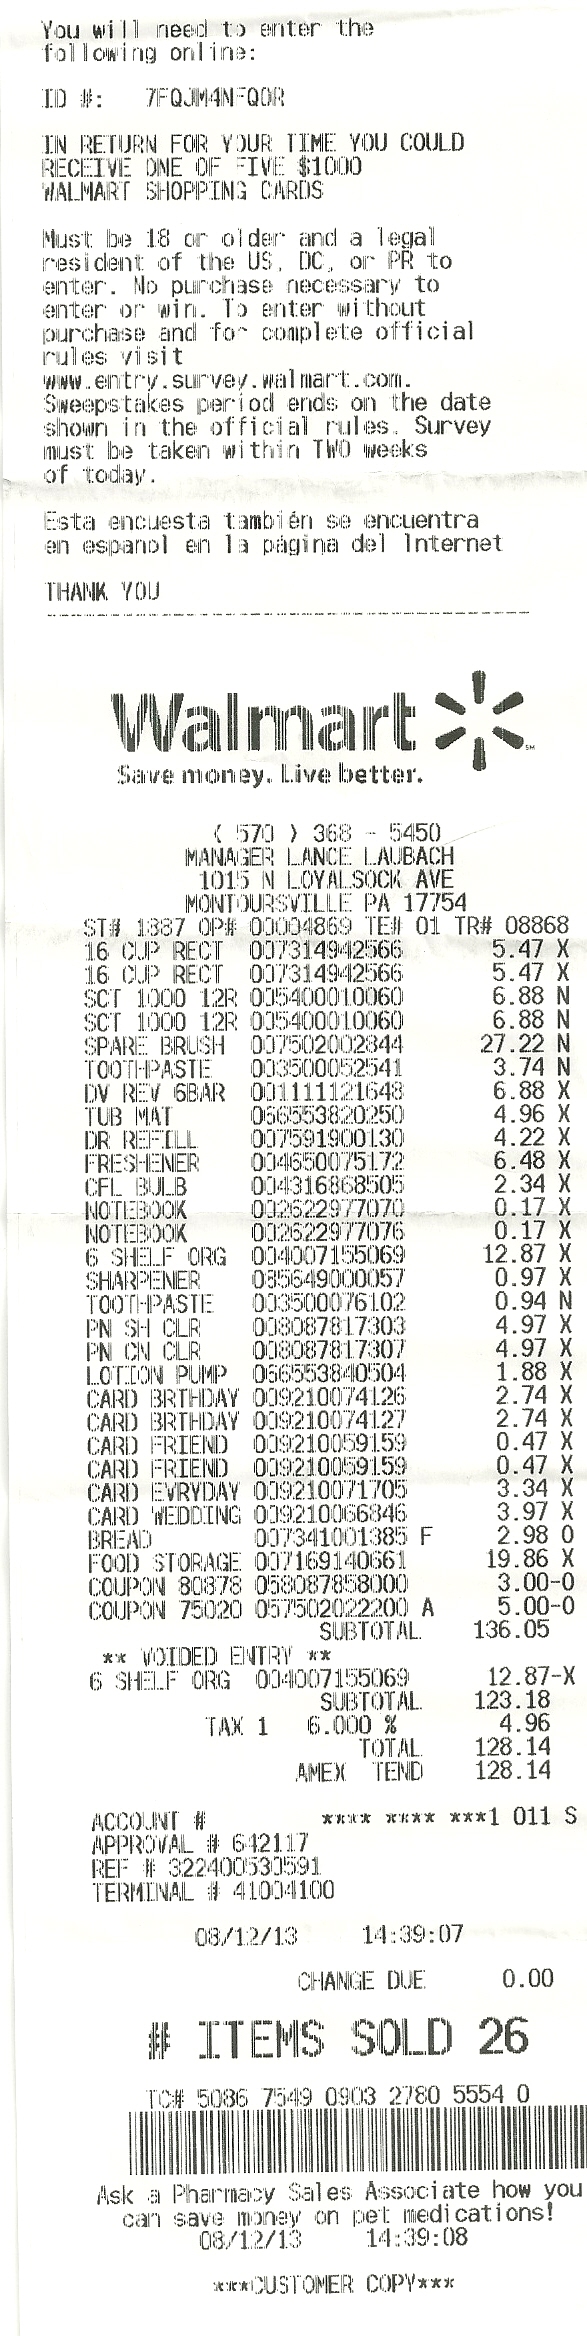 You will need to enter the
following online:
ID #: 7FQJM4NFQOR
IN RETURN FOR YOUR TIME YOU COULD
RECEIVE ONE OF FIVE $1000
WALMART SHOPPING CARDS
Must be 18 or older and a legal
resident of the US, DC, or PR to
enter. No purchase necessary to
enter or win. To enter without
purchase and for complete official
rules visit
www.entry.survey.walmart.com.
Sweepstakes period ends on the date
shown in the official rules. Survey
must be taken within TWO weeks
of today.
Esta encuesta también se encuentra
en espanol en la página del Internet
THANK YOU
Walmart
Save money. Live better.
( 570 ) 368 - 5450
MANAGER LANCE LAUBACH
1015 N LOYALSOCK AVE
MONTOURSVILLE PA 17754
ST# 1887 OP# 00004869 TE# 01 TR# 08868
16 CUP RECT 007314942566 5.47 X
16 CUP RECT 007314942566 5.47 X
SCT 1000 12R 005400010060 6.88 N
SCT 1000 12R 005400010060 6.88 N
SPARE BRUSH 007502002844 27.22 N
TOOTHPASTE 003500052541 3.74 N
DV REV 6BAR 001111121648 6.88 X
TUB MAT 066553820250 4.96 X
DR REFILL 007591900130 4.22 X
FRESHENER 004650075172 6.48 X
CFL BULB 004316868505 2.34 X
NOTEBOOK 002622977070 0.17 X
NOTEBOOK 002622977076 0.17 X
6 SHELF ORG 004007155069 12.87 X
SHARPENER 085649000057 0.97 X
TOOTHPASTE 003500076102 0.94 N
PN SH CLR 008087817303 4.97 X
PN CN CLR 008087817307 4.97 X
LOTION PUMP 066553840504 1.88 X
CARD BRTHDAY 009210074126 2.74 X
CARD BRTHDAY 009210074127 2.74 X
CARD FRIEND 009210059159 0.47 X
CARD FRIEND 009210059159 0.47 X
CARD EVRYDAY 009210071705 3.34 X
CARD WEDDING 009210066846 3.97 X
BREAD 007341001385 F 2.98 O
FOOD STORAGE 007169140661 19.86 X
COUPON 80878 058087858000 3.00-O
COUPON 75020 057502022200 A 5.00-O
SUBTOTAL 136.05
** VOIDED ENTRY **
6 SHELF ORG 004007155069 12.87-X
SUBTOTAL 123.18
TAX 1 6.000 % 4.96
TOTAL 128.14
AMEX TEND 128.14
ACCOUNT # **** **** ***1 011 S
APPROVAL # 642117
REF # 322400530591
TERMINAL # 41004100
08/12/13 14:39:07
CHANGE DUE 0.00
# ITEMS SOLD 26
TC# 5086 7549 0903 2780 5554 0
Ask a Pharmacy Sales Associate how you
can save money on pet medications!
08/12/13 14:39:08
***CUSTOMER COPY***